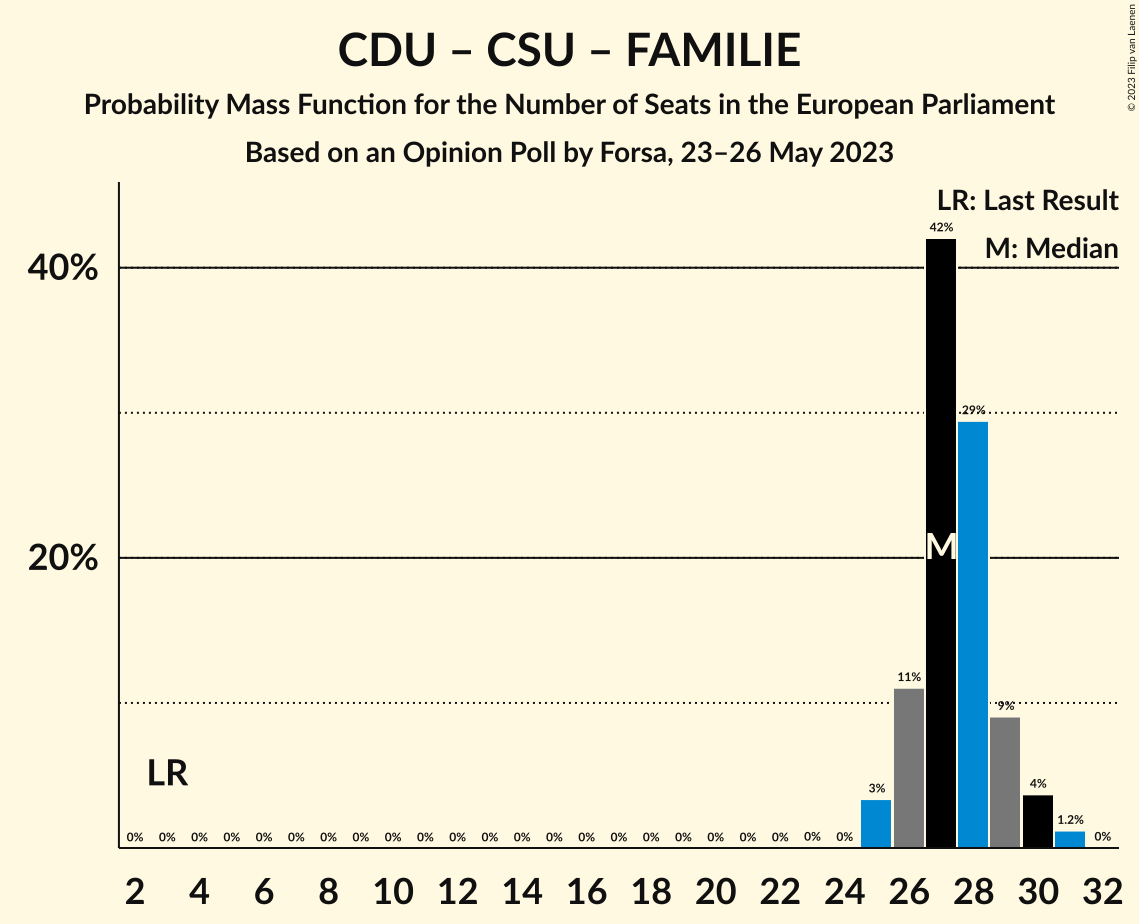 CDU – CSU – FAMILIE
Probability Mass Function for the Number of Seats in the European Parliament
Based on an Opinion Poll by Forsa, 23–26 May 2023
© 2023 Filip van Laenen
LR: Last Result
M: Median
40%
20%
42%
29%
M
11%
9%
LR
3%
4%
1.2%
0% 0% 0% 0% 0% 0% 0% 0% 0% 0% 0% 0% 0% 0% 0% 0% 0% 0% 0% 0% 0% 0% 0% 0%
2 4 6 8 10 12 14 16 18 20 22 24 26 28 30 32